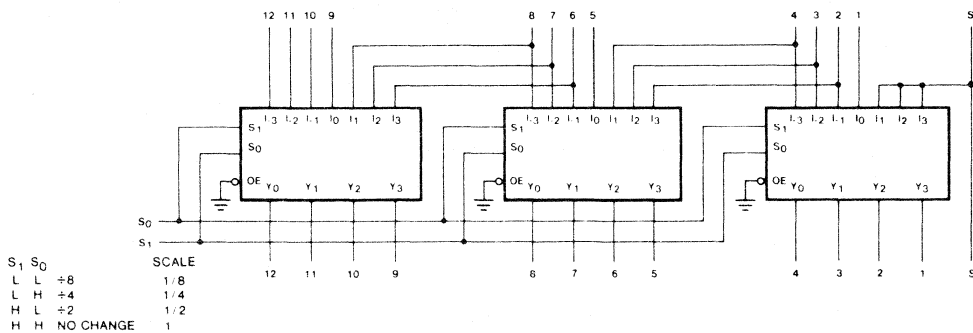 12 11 10 9 8 7 6 5 4 3 2 1 S
I-3 I-2 I-1 I0 I1 I2 I3 I-3 I-2 I-1 I0 I1 I2 I3 I-3 I-2 I-1 I0 I1 I2 I3
S1 S1 S1
S0 S0 S0
OE Y0 Y1 Y2 Y3 OE Y0 Y1 Y2 Y3 OE Y0 Y1 Y2 Y3
S0
S1
12 11 10 9 8 7 6 5 4 3 2 1 S
S1 S0 SCALE
L L ÷8 1/8
L H ÷4 1/4
H L ÷2 1/2
H H NO CHANGE 1